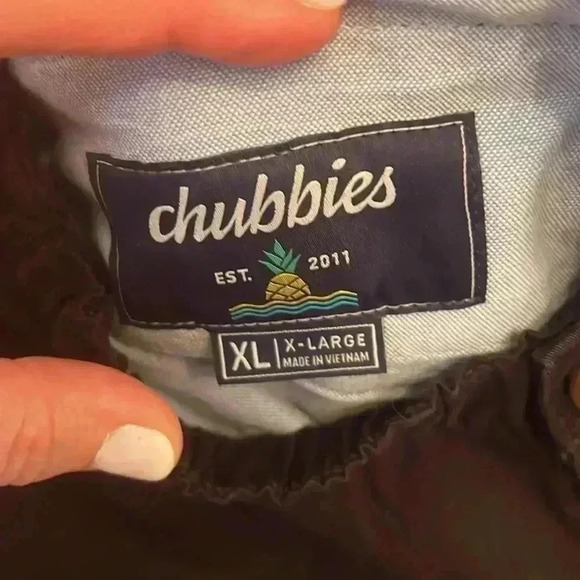 chubbies
EST. 2011
XL X-LARGE
MADE IN VIETNAM